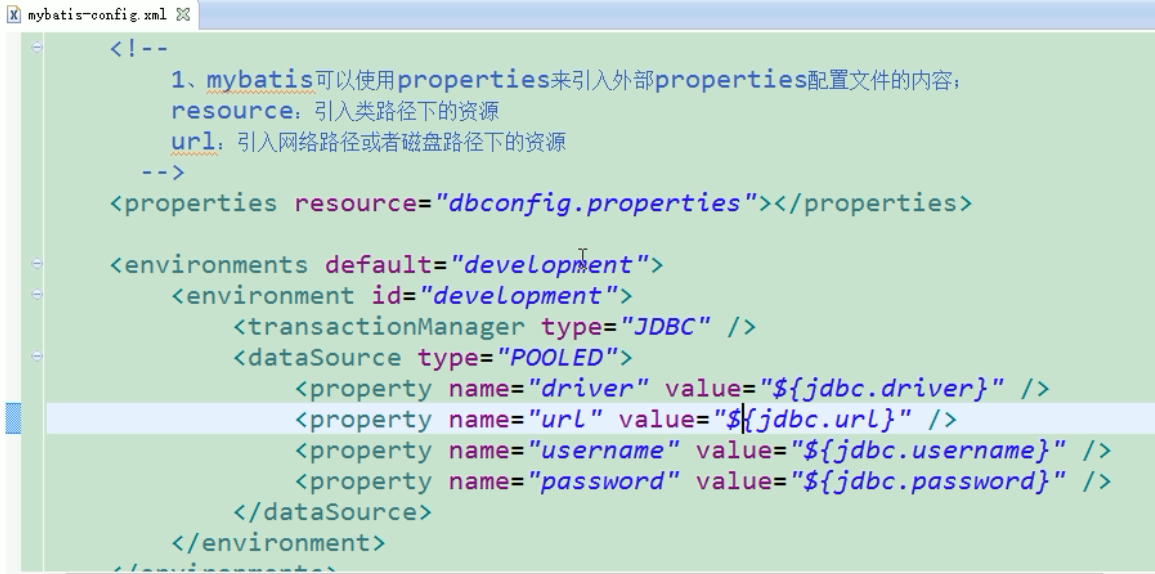 mybatis-config.xml
<!--
1、mybatis可以使用properties来引入外部properties配置文件的内容；
resource：引入类路径下的资源
url：引入网络路径或者磁盘路径下的资源
-->
<properties resource="dbconfig.properties"></properties>
<environments default="development">
<environment id="development">
<transactionManager type="JDBC" />
<dataSource type="POOLED">
<property name="driver" value="${jdbc.driver}" />
<property name="url" value="${jdbc.url}" />
<property name="username" value="${jdbc.username}" />
<property name="password" value="${jdbc.password}" />
</dataSource>
</environment>
</environments>